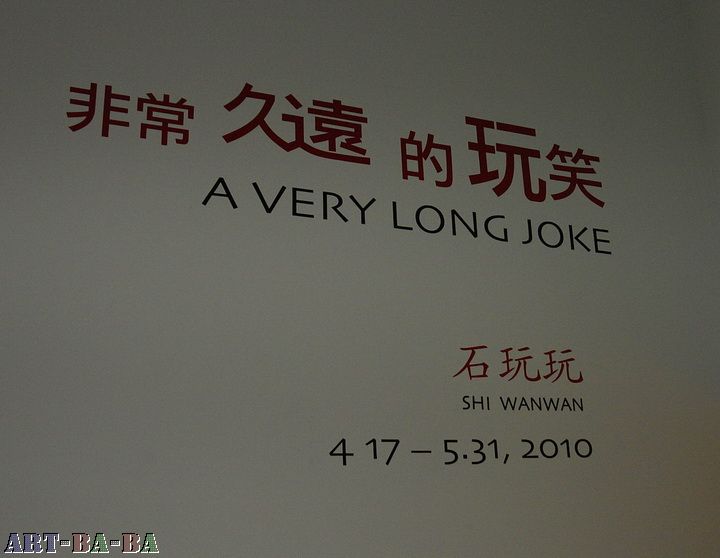 非常 久遠 的 玩笑
A VERY LONG JOKE
石玩玩
SHI WANWAN
4 17 – 5.31, 2010
ART-BA-BA